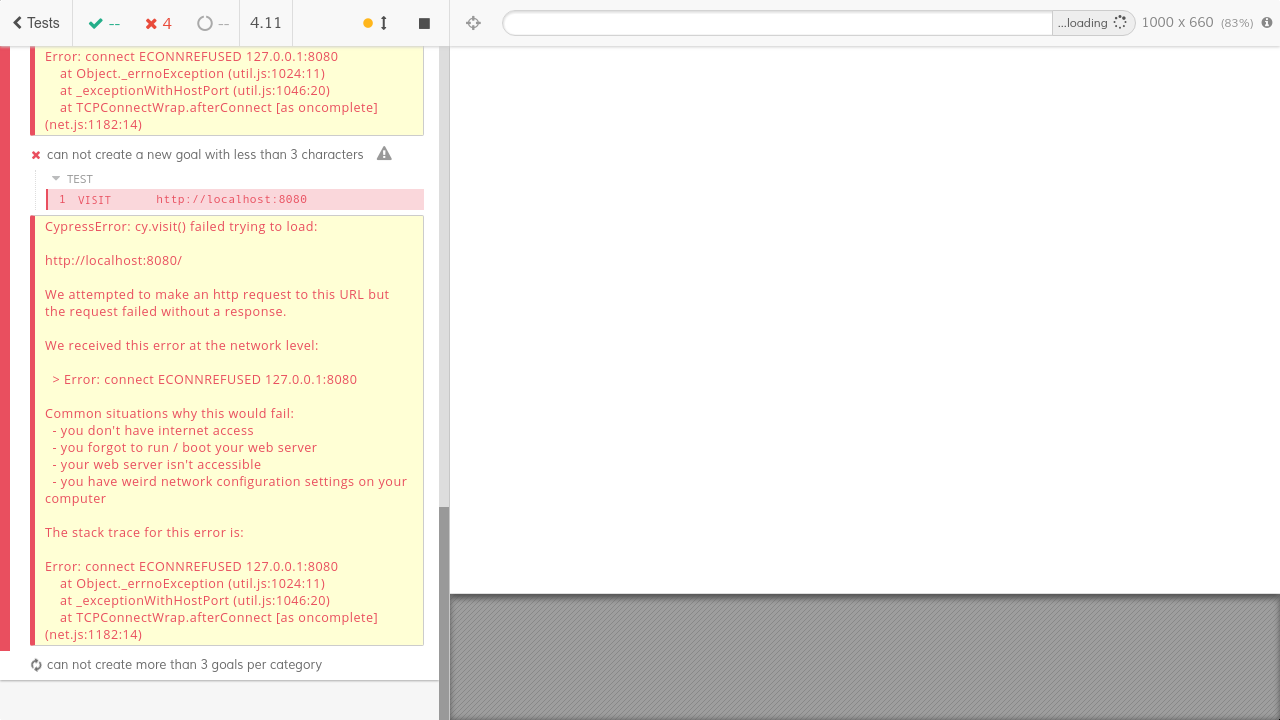 Tests -- 4 -- 4.11 ...loading 1000 x 660 (83%)
Error: connect ECONNREFUSED 127.0.0.1:8080
at Object._errnoException (util.js:1024:11)
at _exceptionWithHostPort (util.js:1046:20)
at TCPConnectWrap.afterConnect [as oncomplete]
(net.js:1182:14)
can not create a new goal with less than 3 characters
TEST
1 VISIT http://localhost:8080
CypressError: cy.visit() failed trying to load:
http://localhost:8080/
We attempted to make an http request to this URL but
the request failed without a response.
We received this error at the network level:
> Error: connect ECONNREFUSED 127.0.0.1:8080
Common situations why this would fail:
- you don't have internet access
- you forgot to run / boot your web server
- your web server isn't accessible
- you have weird network configuration settings on your
computer
The stack trace for this error is:
Error: connect ECONNREFUSED 127.0.0.1:8080
at Object._errnoException (util.js:1024:11)
at _exceptionWithHostPort (util.js:1046:20)
at TCPConnectWrap.afterConnect [as oncomplete]
(net.js:1182:14)
can not create more than 3 goals per category